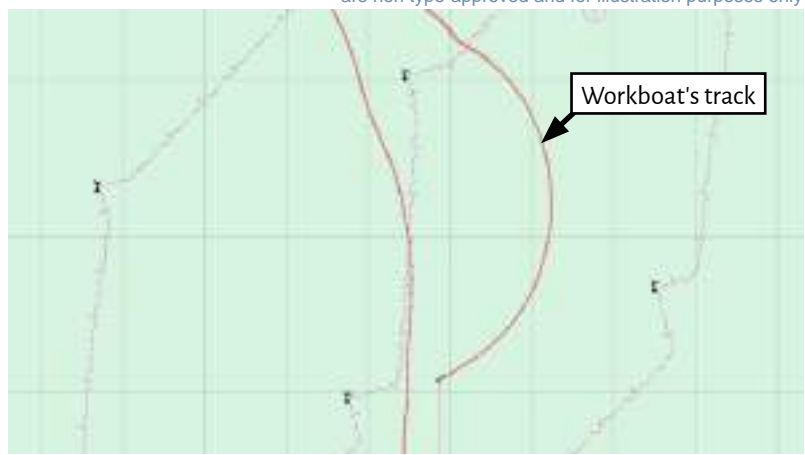 are non type-approved and for illustration purposes only
Workboat's track